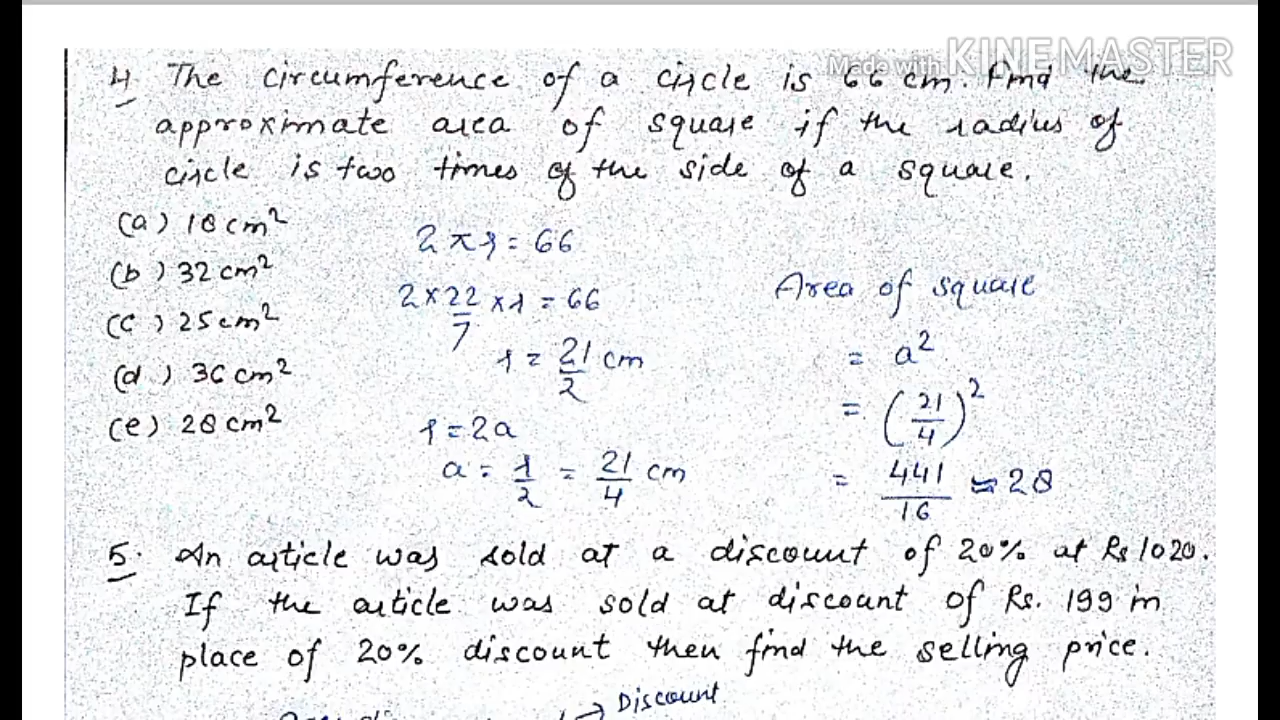 Made with KINEMASTER
4. The circumference of a circle is 66 cm. Find the
approximate area of square if the radius of
circle is two times of the side of a square.
(a) 18 cm²
(b) 32 cm²
(c) 25 cm²
(d) 36 cm²
(e) 28 cm²
2πr = 66
2 × 22/7 × r = 66
r = 21/2 cm
r = 2a
a = r/2 = 21/4 cm
Area of square
= a²
= (21/4)²
= 441/16 ≈ 28
5. An article was sold at a discount of 20% at Rs 1020.
If the article was sold at discount of Rs. 199 in
place of 20% discount then find the selling price.
→ Discount